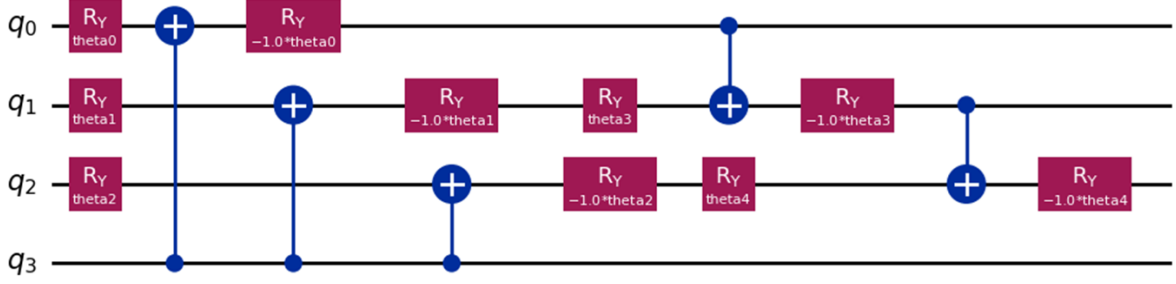 q0 RY RY
theta0 −1.0*theta0
q1 RY RY RY RY
theta1 −1.0*theta1 theta3 −1.0*theta3
q2 RY RY RY RY
theta2 −1.0*theta2 theta4 −1.0*theta4
q3